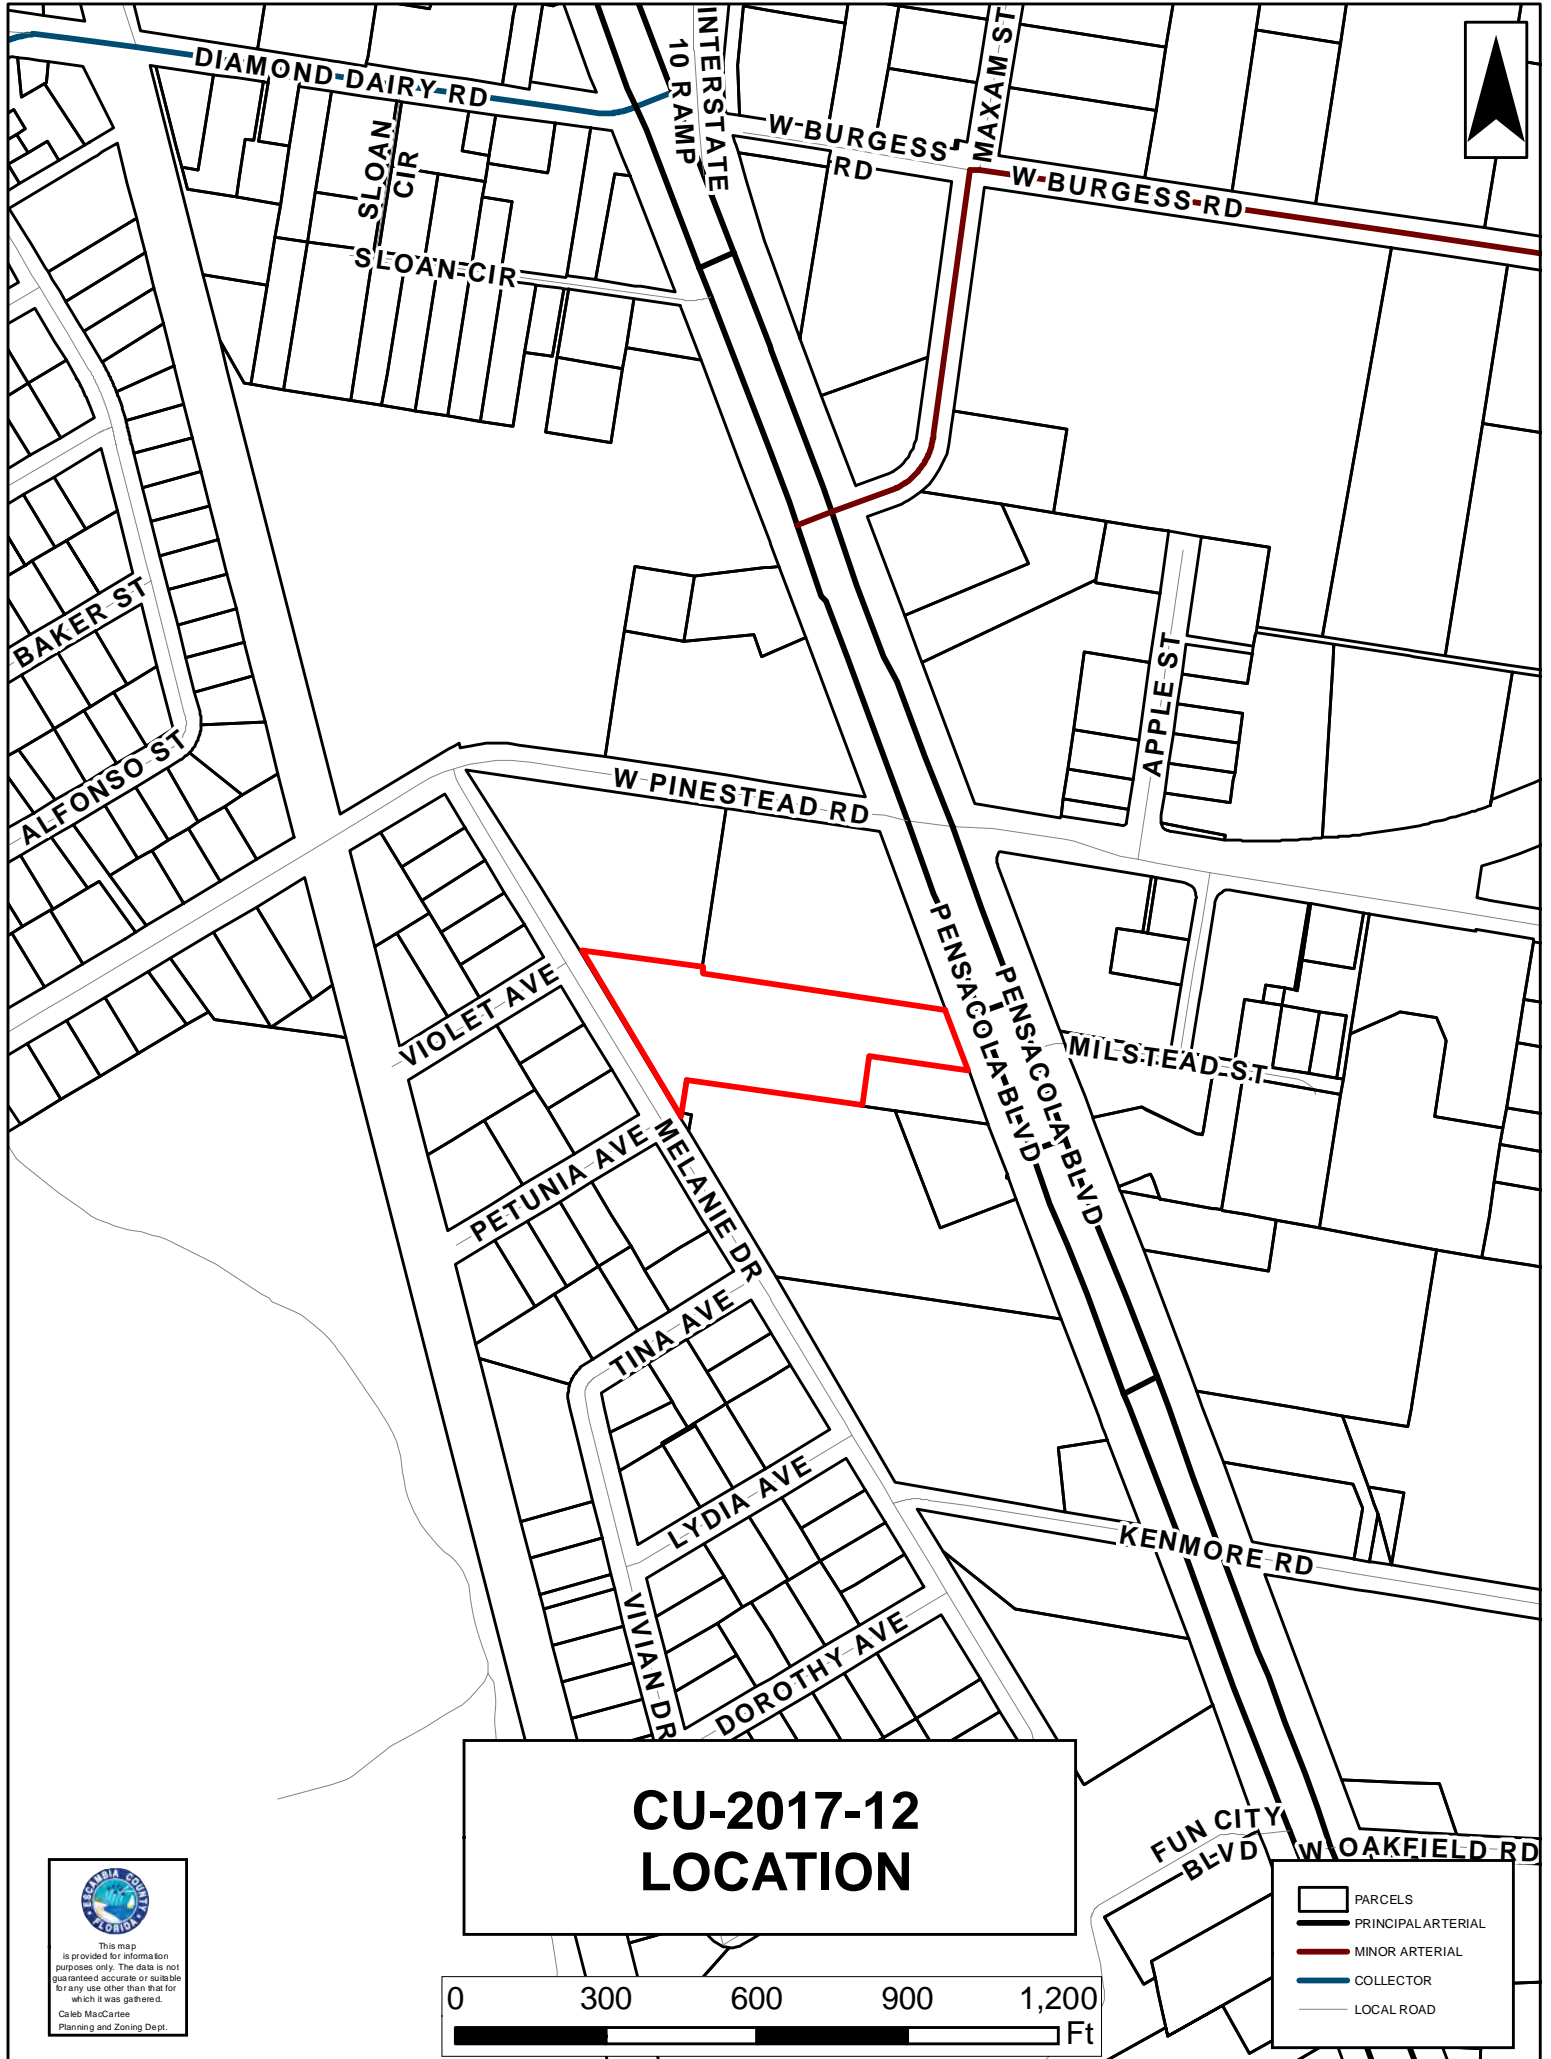 DIAMOND DAIRY RD
INTERSTATE
10 RAMP
MAXAM ST
W BURGESS
RD
W BURGESS RD
SLOAN
CIR
SLOAN CIR
BAKER ST
ALFONSO ST
APPLE ST
W PINESTEAD RD
PENSACOLA BLVD
PENSACOLA BLVD
VIOLET AVE
MILSTEAD ST
PETUNIA AVE
MELANIE DR
TINA AVE
LYDIA AVE
KENMORE RD
VIVIAN DR
DOROTHY AVE
CU-2017-12
LOCATION
FUN CITY
BLVD
W OAKFIELD RD
ESCAMBIA COUNTY
FLORIDA
This map
is provided for information
purposes only. The data is not
guaranteed accurate or suitable
for any use other than that for
which it was gathered.
Caleb MacCartee
Planning and Zoning Dept.
0 300 600 900 1,200
Ft
PARCELS
PRINCIPAL ARTERIAL
MINOR ARTERIAL
COLLECTOR
LOCAL ROAD